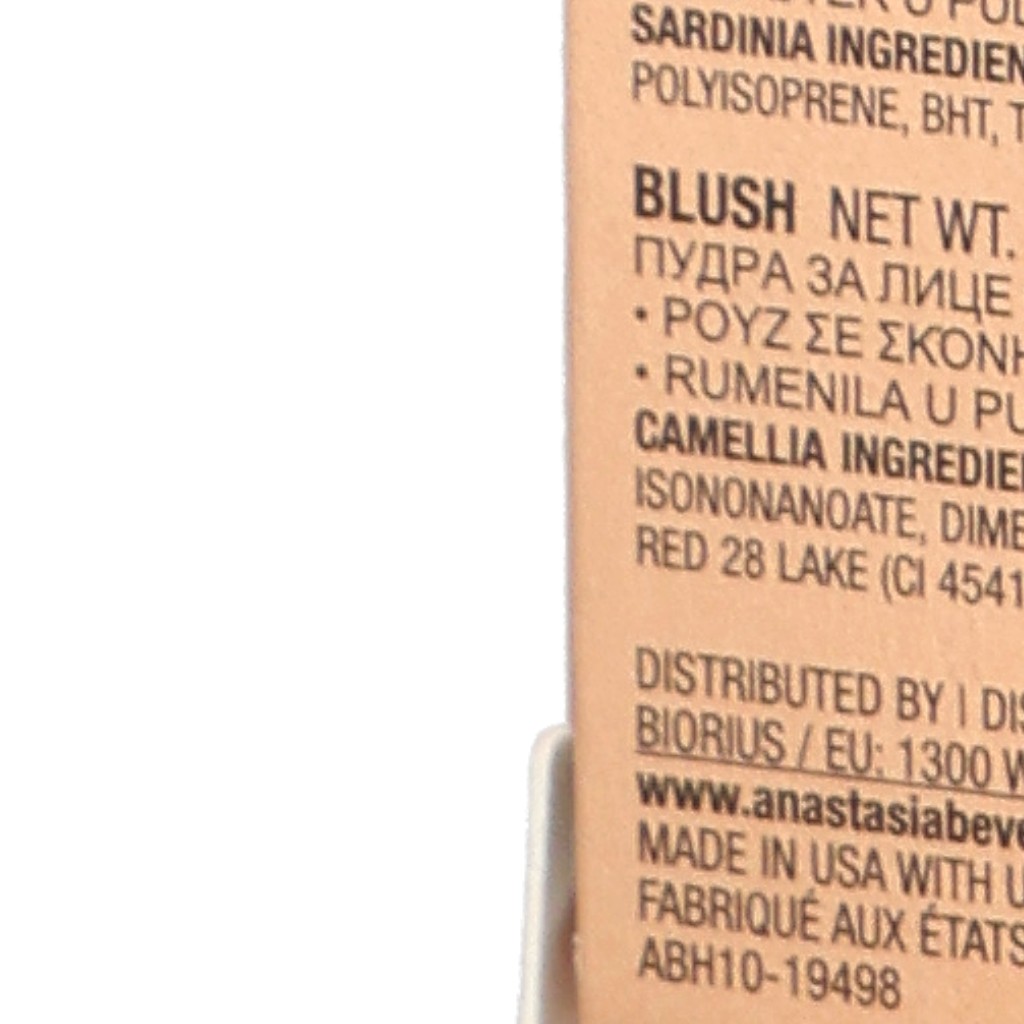 SARDINIA INGREDIEN
POLYISOPRENE, BHT, T
BLUSH NET WT.
ПУДРА ЗА ЛИЦЕ
• ΡΟΥΖ ΣΕ ΣΚΟΝΗ
• RUMENILA U PU
CAMELLIA INGREDIE
ISONONANOATE, DIME
RED 28 LAKE (CI 4541
DISTRIBUTED BY | DIS
BIORIUS / EU: 1300 W
www.anastasiabeve
MADE IN USA WITH U
FABRIQUÉ AUX ÉTATS
ABH10-19498